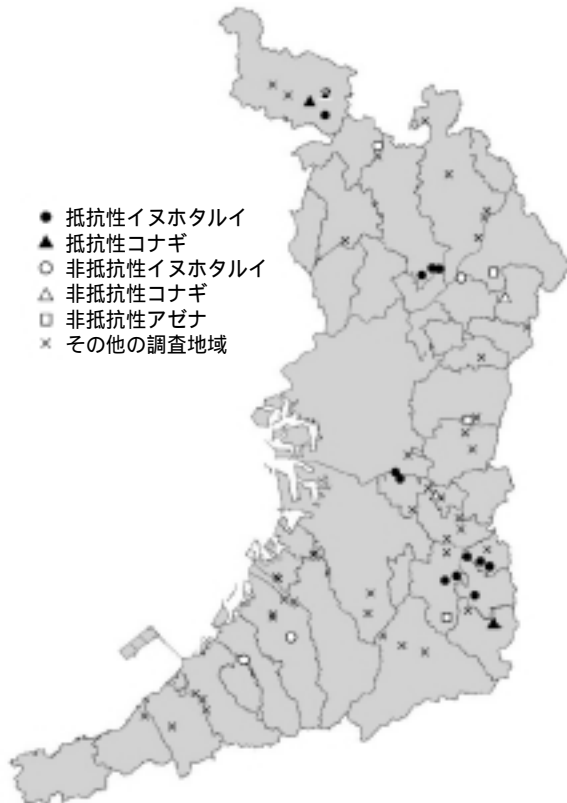 ● 抵抗性イヌホタルイ
▲ 抵抗性コナギ
○ 非抵抗性イヌホタルイ
△ 非抵抗性コナギ
□ 非抵抗性アゼナ
× その他の調査地域